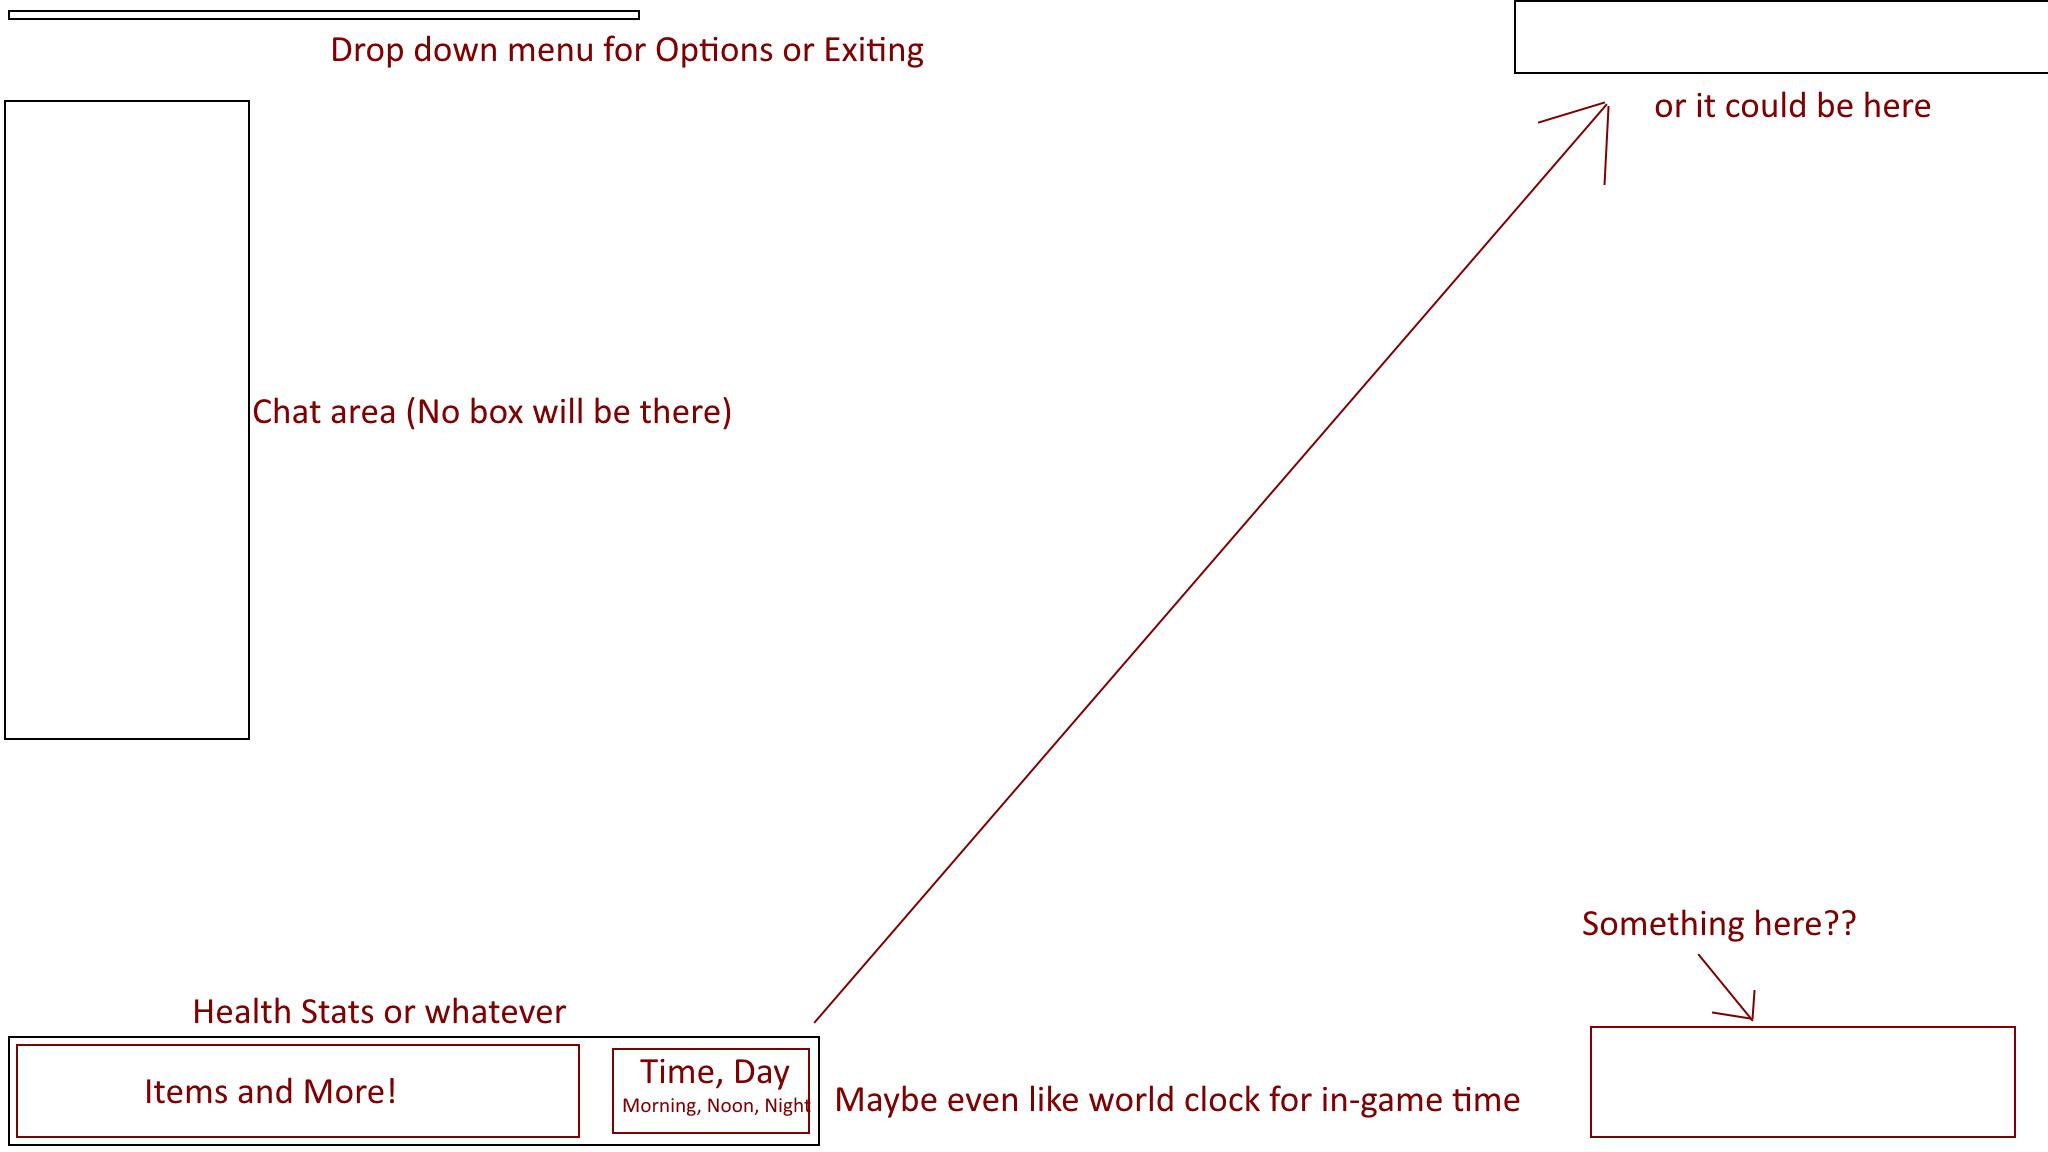 Drop down menu for Options or Exiting
or it could be here
Chat area (No box will be there)
Something here??
Health Stats or whatever
Items and More!
Time, Day
Morning, Noon, Night
Maybe even like world clock for in-game time